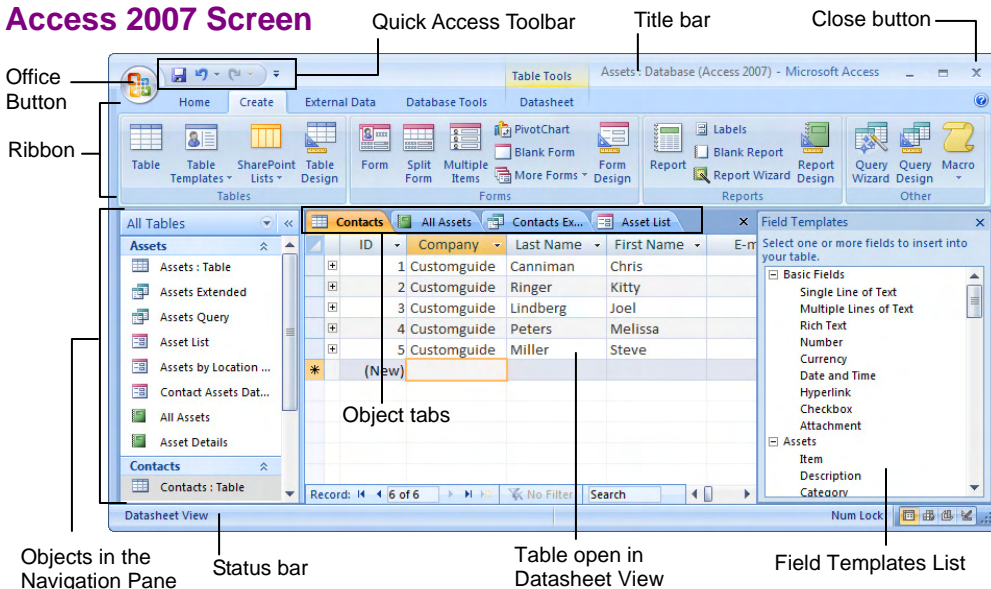 Access 2007 Screen
Quick Access Toolbar
Title bar
Close button
Office
Button
Ribbon
Table Tools
Assets : Database (Access 2007) - Microsoft Access
Home
Create
External Data
Database Tools
Datasheet
Table
Table
Templates
SharePoint
Lists
Table
Design
Tables
Form
Split
Form
Multiple
Items
PivotChart
Blank Form
More Forms
Form
Design
Forms
Report
Labels
Blank Report
Report Wizard
Report
Design
Reports
Query
Wizard
Query
Design
Macro
Other
All Tables
Assets
Assets : Table
Assets Extended
Assets Query
Asset List
Assets by Location ...
Contact Assets Dat...
All Assets
Asset Details
Contacts
Contacts : Table
Contacts
All Assets
Contacts Ex...
Asset List
ID Company Last Name First Name E-m
1 Customguide Canniman Chris
2 Customguide Ringer Kitty
3 Customguide Lindberg Joel
4 Customguide Peters Melissa
5 Customguide Miller Steve
(New)
Object tabs
Record: 6 of 6 No Filter Search
Field Templates
Select one or more fields to insert into
your table.
Basic Fields
Single Line of Text
Multiple Lines of Text
Rich Text
Number
Currency
Date and Time
Hyperlink
Checkbox
Attachment
Assets
Item
Description
Category
Datasheet View
Num Lock
Objects in the
Navigation Pane
Status bar
Table open in
Datasheet View
Field Templates List